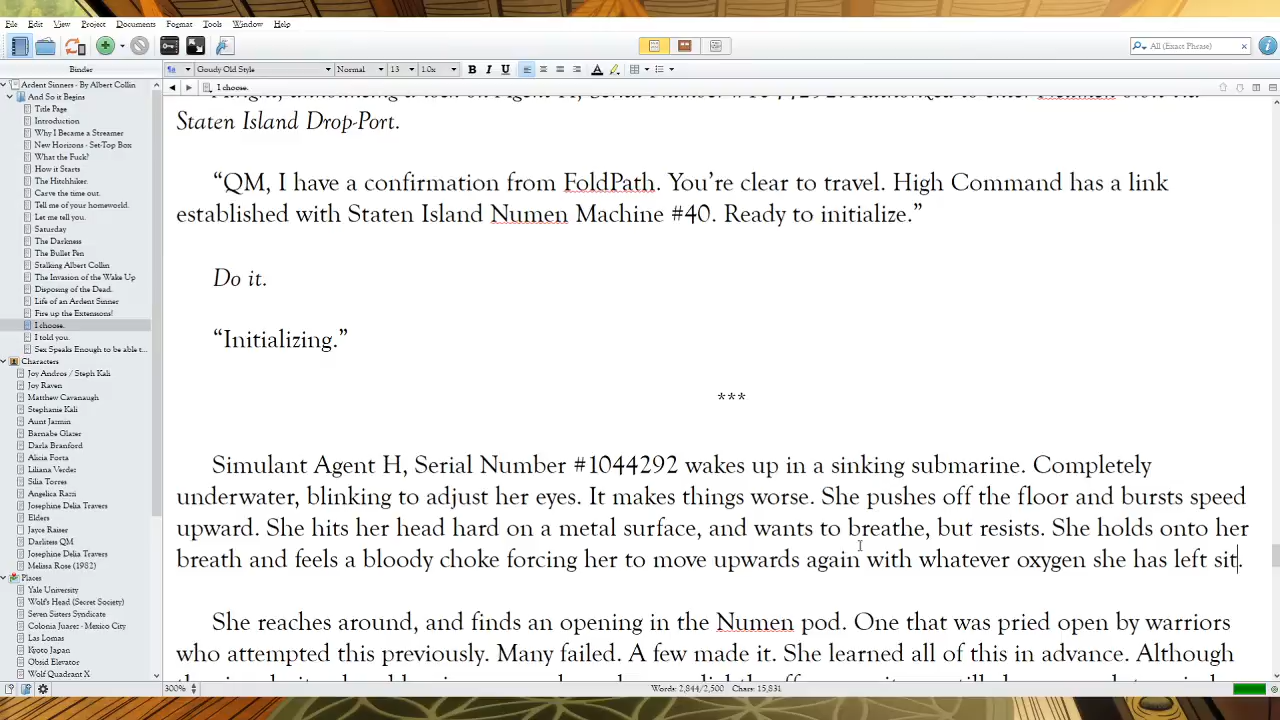 File Edit View Project Documents Format Tools Window Help
All (Exact Phrase)
Binder
Goudy Old Style Normal 13 1.0x B I U A
I choose.
Ardent Sinners - By Albert Collin
And So it Begins
Title Page
Introduction
Why I Became a Streamer
New Horizons - Set-Top Box
What the Fuck?
How it Starts
The Hitchhiker.
Carve the time out.
Tell me of your homeworld.
Let me tell you.
Saturday
The Darkness
The Bullet Pen
Stalking Albert Collin
The Invasion of the Wake Up
Disposing of the Dead.
Life of an Ardent Sinner
Fire up the Extensions!
I choose.
I told you.
Sex Speaks Enough to be able t...
Characters
Joy Andros / Steph Kali
Joy Raven
Matthew Cavanaugh
Stephanie Kali
Aunt Jazmin
Barnabe Glazer
Darla Branford
Alicia Forta
Liliana Verdes
Silia Torres
Angelica Razzi
Josephine Delia Travers
Elders
Jayce Raiser
Darlitess QM
Josephine Delia Travers
Melissa Rose (1982)
Places
Yale University
Wolf's Head (Secret Society)
Seven Sisters Syndicate
Colonia Juarez - Mexico City
Las Lomas
Kyoto Japan
Obsid Elevator
Wolf Quadrant X
Staten Island Drop-Port.
“QM, I have a confirmation from FoldPath. You’re clear to travel. High Command has a link
established with Staten Island Numen Machine #40. Ready to initialize.”
Do it.
“Initializing.”
***
Simulant Agent H, Serial Number #1044292 wakes up in a sinking submarine. Completely
underwater, blinking to adjust her eyes. It makes things worse. She pushes off the floor and bursts speed
upward. She hits her head hard on a metal surface, and wants to breathe, but resists. She holds onto her
breath and feels a bloody choke forcing her to move upwards again with whatever oxygen she has left sit.
She reaches around, and finds an opening in the Numen pod. One that was pried open by warriors
who attempted this previously. Many failed. A few made it. She learned all of this in advance. Although
300% Words: 2,844/2,500 Chars: 15,831